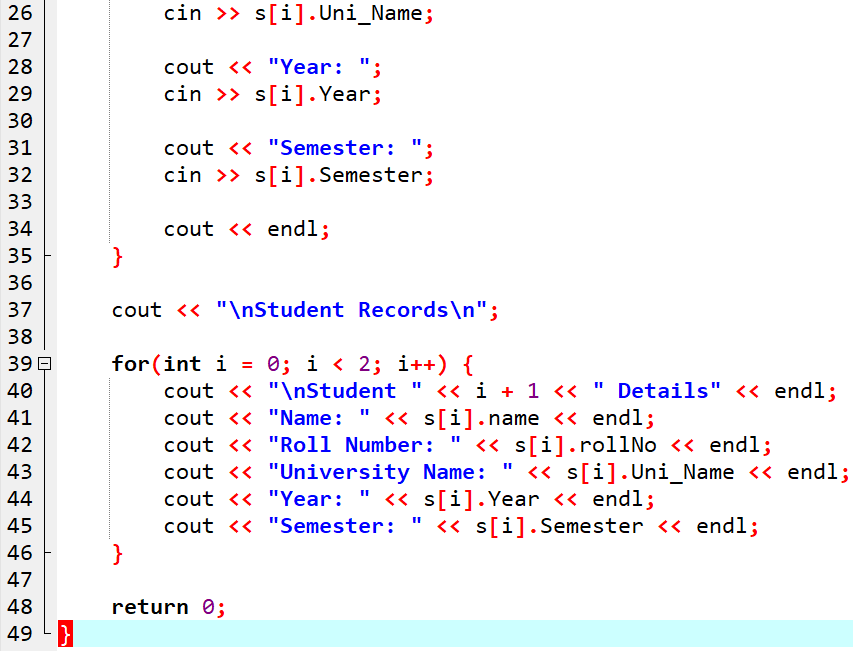 26 cin >> s[i].Uni_Name;
27
28 cout << "Year: ";
29 cin >> s[i].Year;
30
31 cout << "Semester: ";
32 cin >> s[i].Semester;
33
34 cout << endl;
35 }
36
37 cout << "\nStudent Records\n";
38
39 for(int i = 0; i < 2; i++) {
40 cout << "\nStudent " << i + 1 << " Details" << endl;
41 cout << "Name: " << s[i].name << endl;
42 cout << "Roll Number: " << s[i].rollNo << endl;
43 cout << "University Name: " << s[i].Uni_Name << endl;
44 cout << "Year: " << s[i].Year << endl;
45 cout << "Semester: " << s[i].Semester << endl;
46 }
47
48 return 0;
49 }